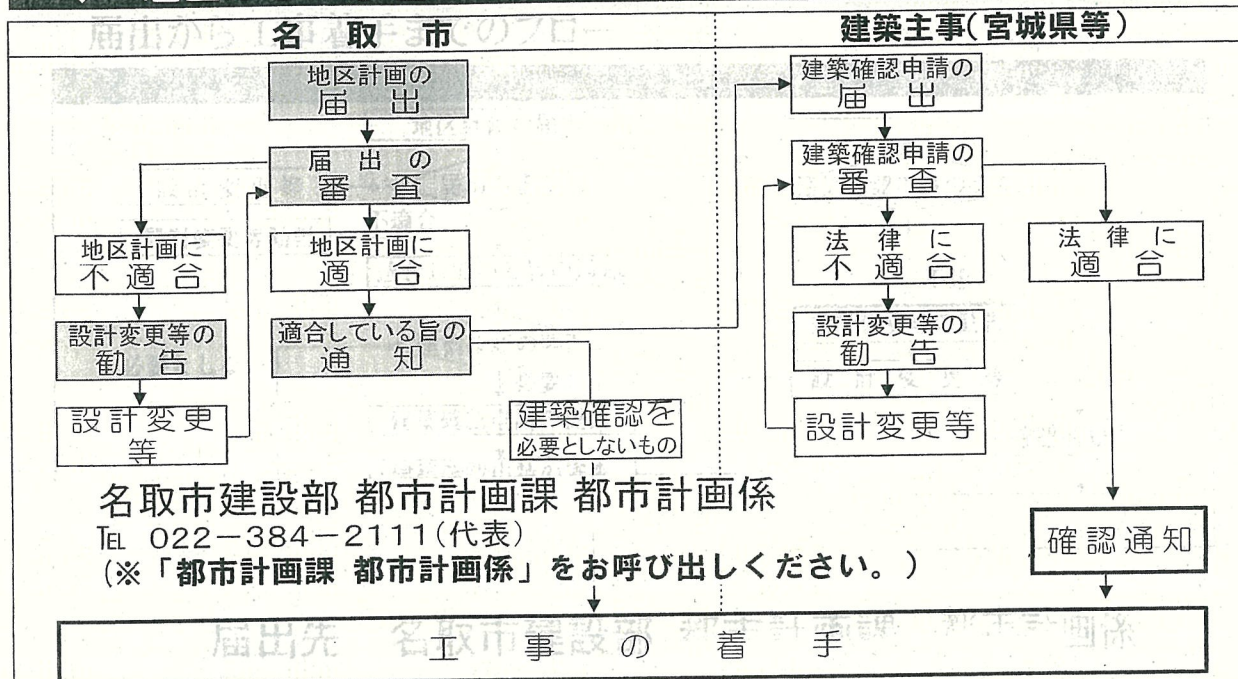 名取市
建築主事(宮城県等)
地区計画の
届出
届出の
審査
地区計画に
不適合
地区計画に
適合
設計変更等の
勧告
適合している旨の
通知
設計変更
等
建築確認を
必要としないもの
建築確認申請の
届出
建築確認申請の
審査
法律に
不適合
法律に
適合
設計変更等の
勧告
設計変更等
確認通知
名取市建設部 都市計画課 都市計画係
℡ 022－384－2111(代表)
(※「都市計画課 都市計画係」をお呼び出しください。)
工事の着手